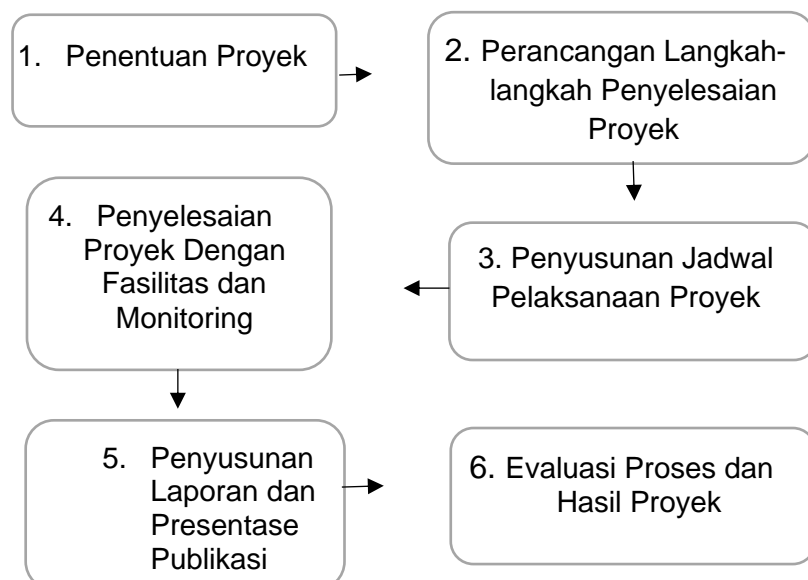 1. Penentuan Proyek
2. Perancangan Langkah-
langkah Penyelesaian
Proyek
3. Penyusunan Jadwal
Pelaksanaan Proyek
4. Penyelesaian
Proyek Dengan
Fasilitas dan
Monitoring
5. Penyusunan
Laporan dan
Presentase
Publikasi
6. Evaluasi Proses dan
Hasil Proyek